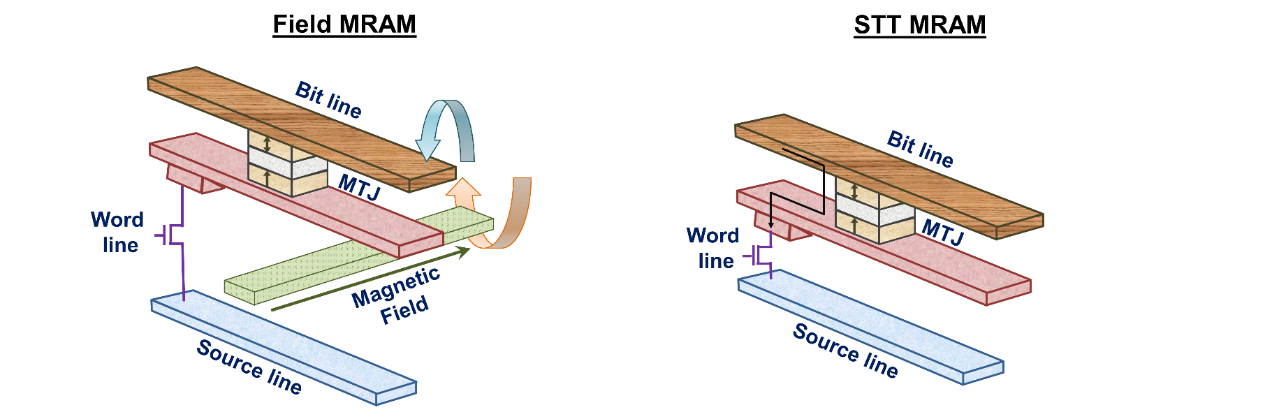 Field MRAM
Bit line
MTJ
Word
line
Magnetic
Field
Source line
STT MRAM
Bit line
MTJ
Word
line
Source line